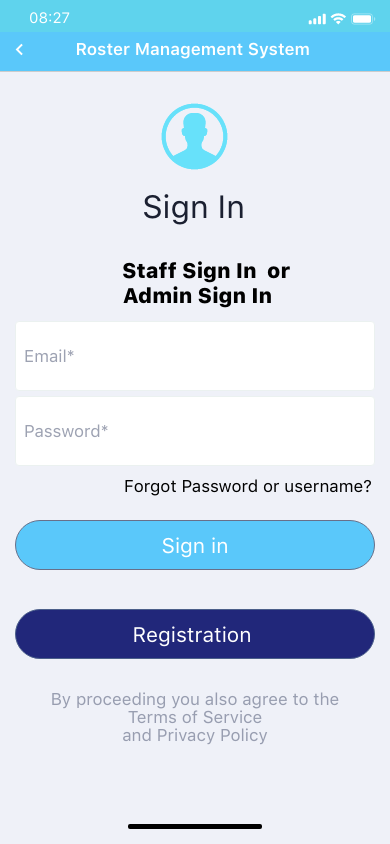 08:27
Roster Management System
Sign In
Staff Sign In or
Admin Sign In
Email*
Password*
Forgot Password or username?
Sign in
Registration
By proceeding you also agree to the
Terms of Service
and Privacy Policy